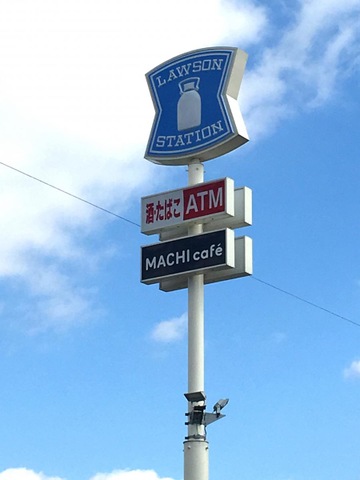 LAWSON
STATION
酒・たばこ ATM
MACHI café